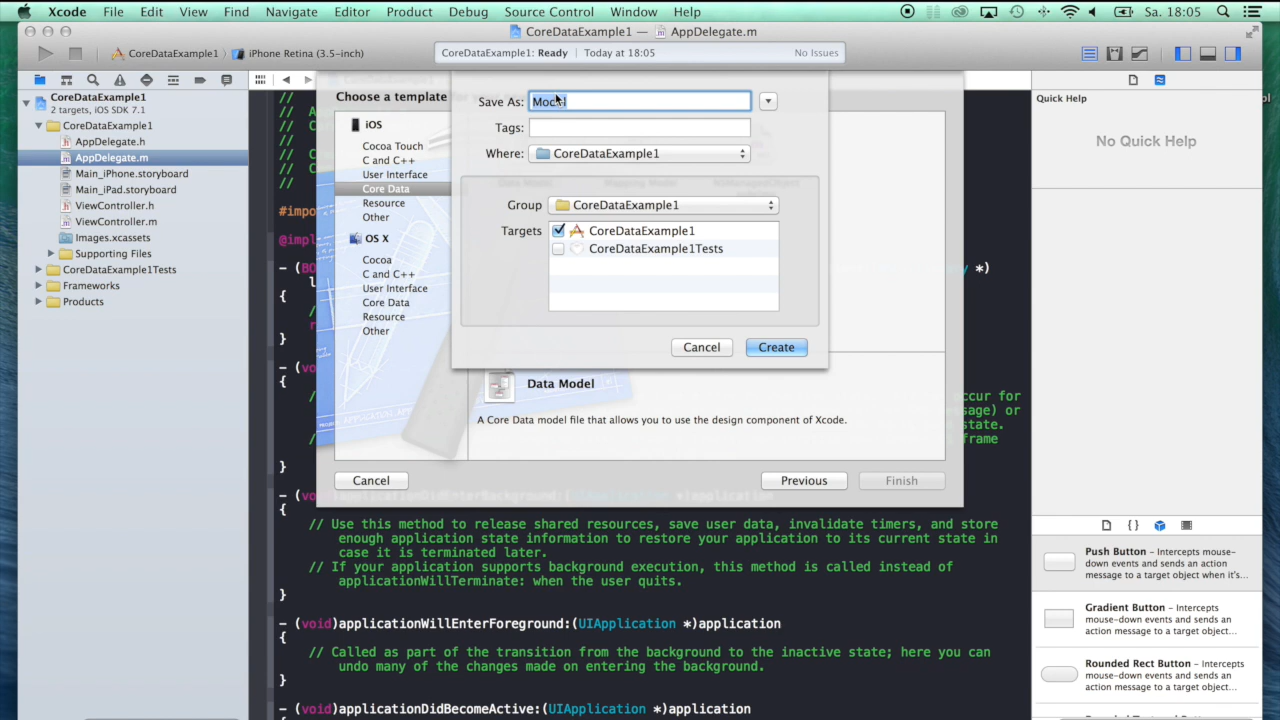 Xcode File Edit View Find Navigate Editor Product Debug Source Control Window Help Sa. 18:05
CoreDataExample1 — AppDelegate.m
CoreDataExample1 iPhone Retina (3.5-inch)
CoreDataExample1: Ready Today at 18:05 No Issues
CoreDataExample1
2 targets, iOS SDK 7.1
CoreDataExample1
AppDelegate.h
AppDelegate.m
Main_iPhone.storyboard
Main_iPad.storyboard
ViewController.h
ViewController.m
Images.xcassets
Supporting Files
CoreDataExample1Tests
Frameworks
Products
Choose a template
iOS
Cocoa Touch
C and C++
User Interface
Core Data
Resource
Other
OS X
Cocoa
C and C++
User Interface
Core Data
Resource
Other
Save As: Model
Tags:
Where: CoreDataExample1
Group CoreDataExample1
Targets CoreDataExample1
CoreDataExample1Tests
Cancel Create
Data Model
A Core Data model file that allows you to use the design component of Xcode.
Cancel Previous Finish
//
//
//
//
*)
{
}
{
occur for
or
state.
frame
}
- (void)applicationDidEnterBackground:(UIApplication *)application
{
// Use this method to release shared resources, save user data, invalidate timers, and store
enough application state information to restore your application to its current state in
case it is terminated later.
// If your application supports background execution, this method is called instead of
applicationWillTerminate: when the user quits.
}
- (void)applicationWillEnterForeground:(UIApplication *)application
{
// Called as part of the transition from the background to the inactive state; here you can
undo many of the changes made on entering the background.
}
- (void)applicationDidBecomeActive:(UIApplication *)application
Quick Help
No Quick Help
Push Button – Intercepts mouse-
down events and sends an action
message to a target object when it's...
Gradient Button – Intercepts
mouse-down events and sends an
action message to a target object...
Rounded Rect Button – Intercepts
mouse-down events and sends an
action message to a target object...